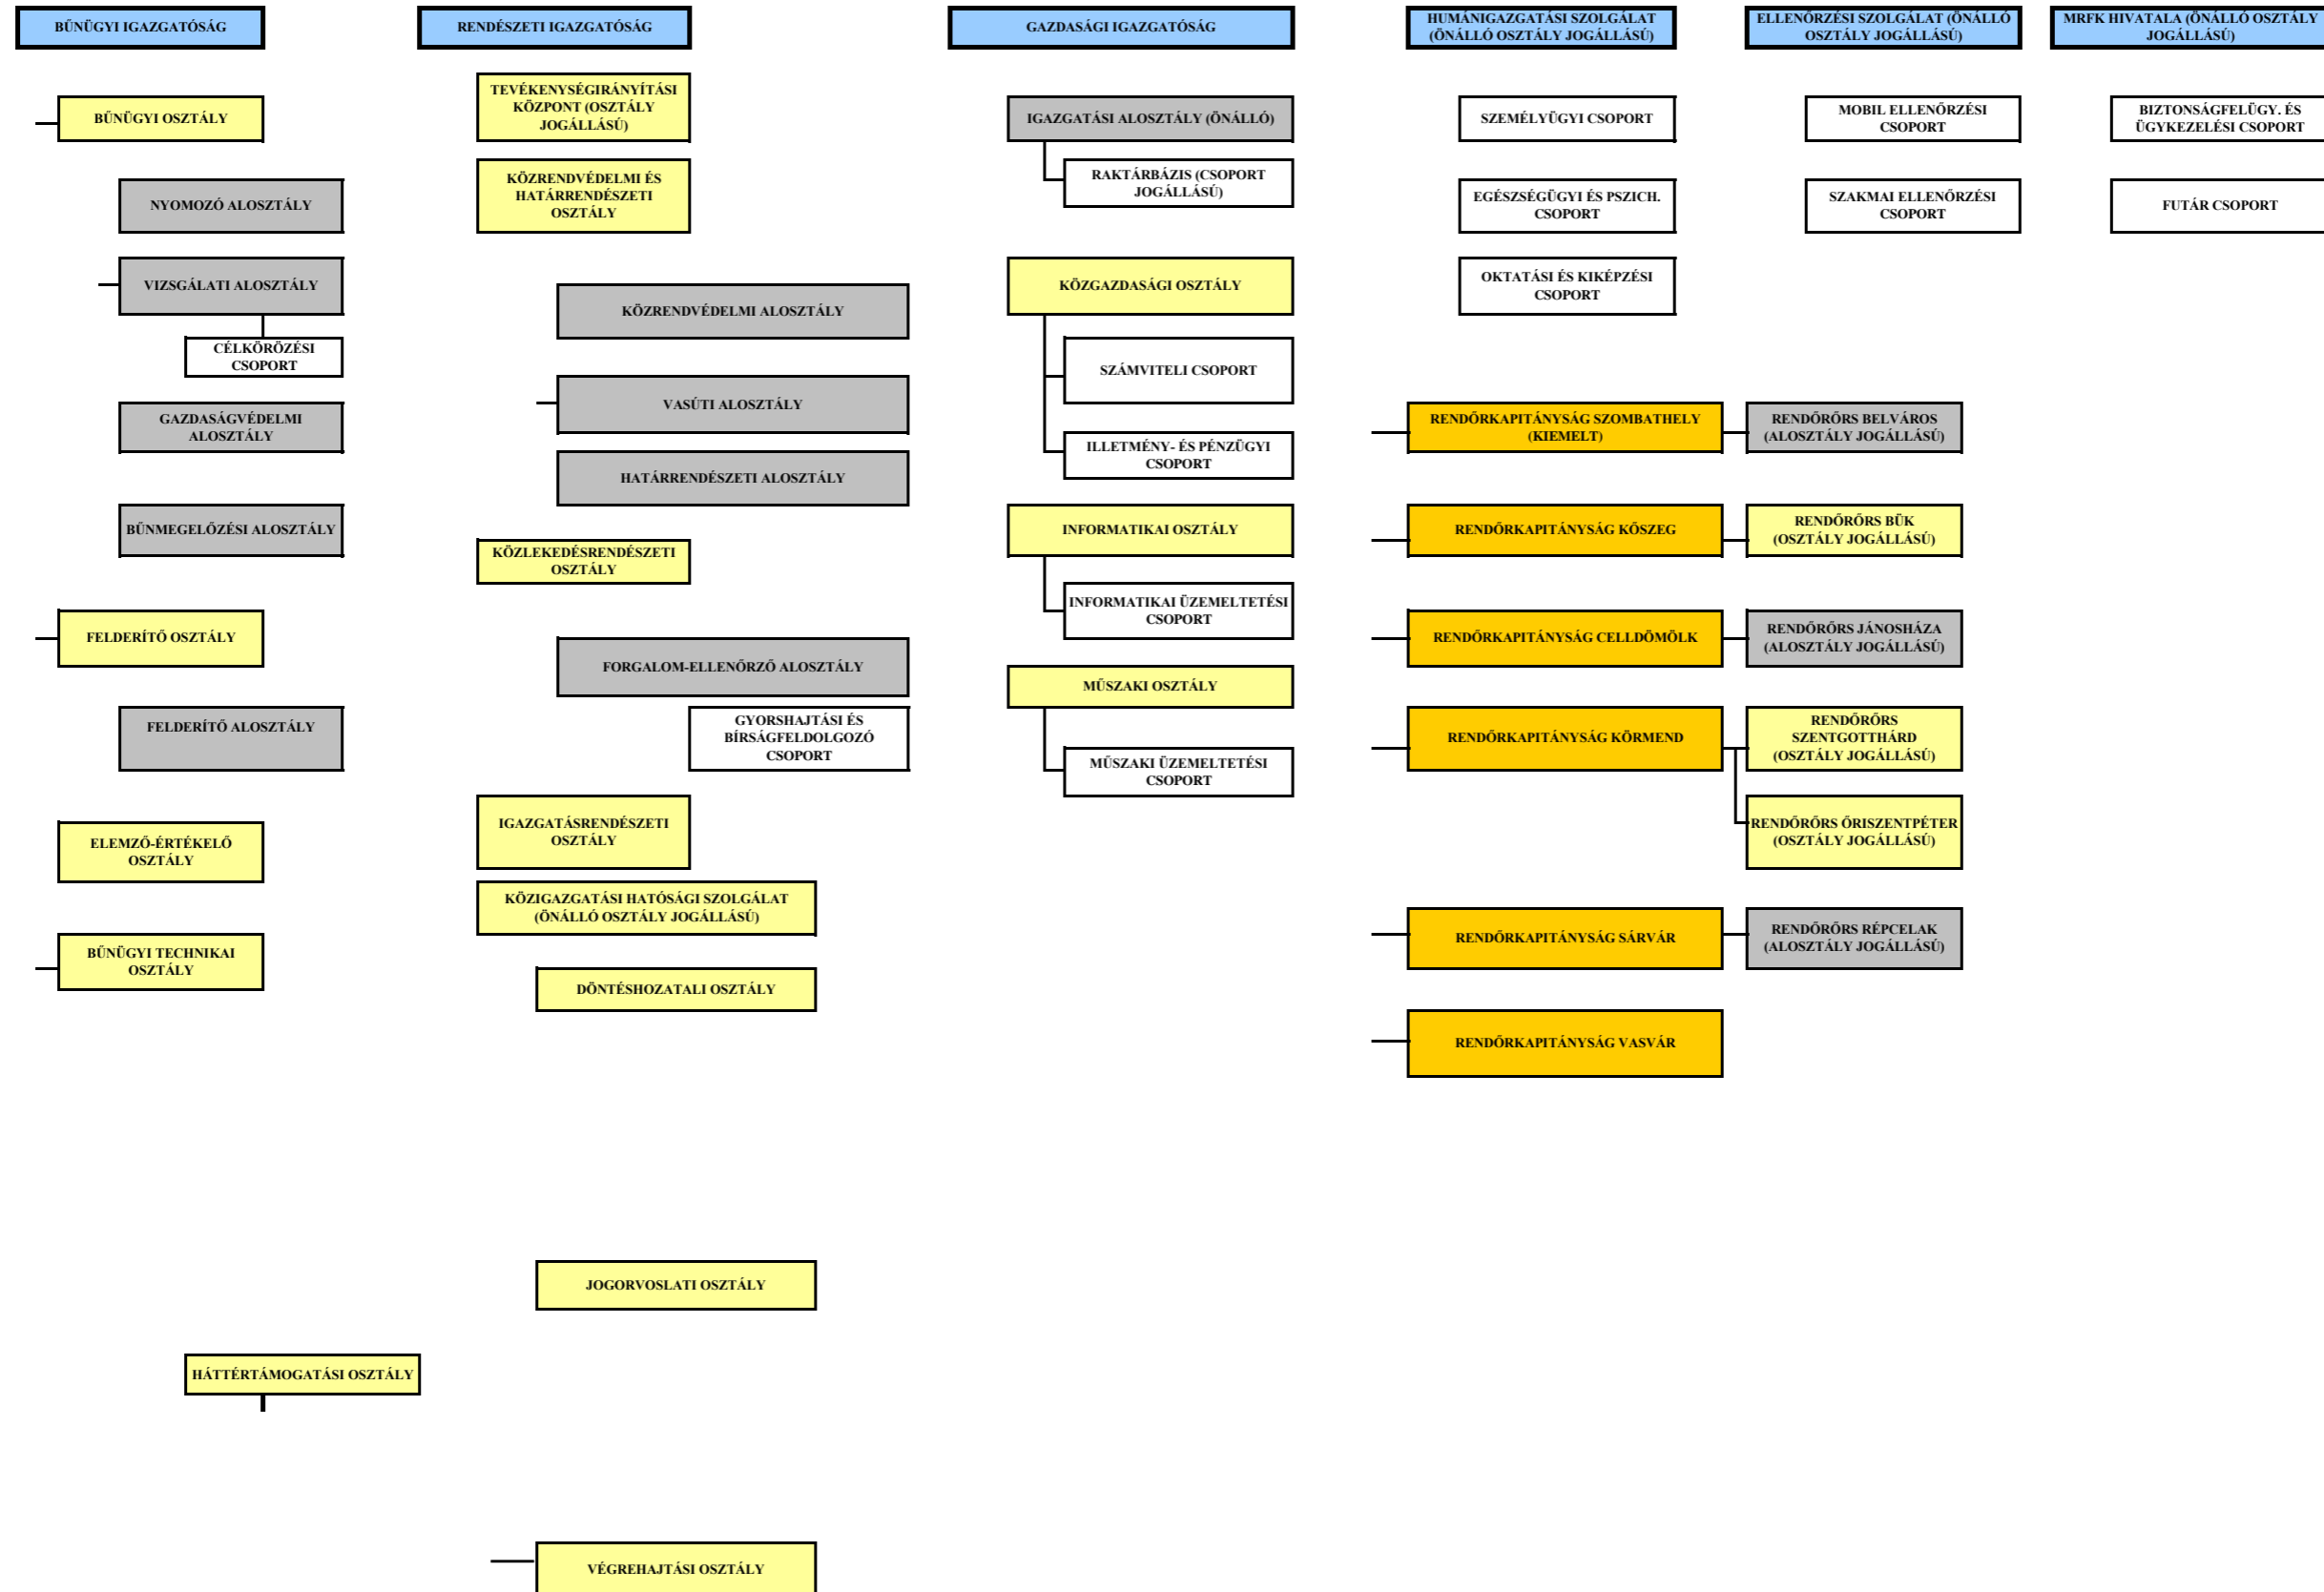 BŰNÜGYI IGAZGATÓSÁG
BŰNÜGYI OSZTÁLY
NYOMOZÓ ALOSZTÁLY
VIZSGÁLATI ALOSZTÁLY
CÉLKÖRÖZÉSI
CSOPORT
GAZDASÁGVÉDELMI
ALOSZTÁLY
BŰNMEGELŐZÉSI ALOSZTÁLY
FELDERÍTŐ OSZTÁLY
FELDERÍTŐ ALOSZTÁLY
ELEMZŐ-ÉRTÉKELŐ
OSZTÁLY
BŰNÜGYI TECHNIKAI
OSZTÁLY
HÁTTÉRTÁMOGATÁSI OSZTÁLY
RENDÉSZETI IGAZGATÓSÁG
TEVÉKENYSÉGIRÁNYÍTÁSI
KÖZPONT (OSZTÁLY
JOGÁLLÁSÚ)
KÖZRENDVÉDELMI ÉS
HATÁRRENDÉSZETI
OSZTÁLY
KÖZRENDVÉDELMI ALOSZTÁLY
VASÚTI ALOSZTÁLY
HATÁRRENDÉSZETI ALOSZTÁLY
KÖZLEKEDÉSRENDÉSZETI
OSZTÁLY
FORGALOM-ELLENŐRZŐ ALOSZTÁLY
GYORSHAJTÁSI ÉS
BÍRSÁGFELDOLGOZÓ
CSOPORT
IGAZGATÁSRENDÉSZETI
OSZTÁLY
KÖZIGAZGATÁSI HATÓSÁGI SZOLGÁLAT
(ÖNÁLLÓ OSZTÁLY JOGÁLLÁSÚ)
DÖNTÉSHOZATALI OSZTÁLY
JOGORVOSLATI OSZTÁLY
VÉGREHAJTÁSI OSZTÁLY
GAZDASÁGI IGAZGATÓSÁG
IGAZGATÁSI ALOSZTÁLY (ÖNÁLLÓ)
RAKTÁRBÁZIS (CSOPORT
JOGÁLLÁSÚ)
KÖZGAZDASÁGI OSZTÁLY
SZÁMVITELI CSOPORT
ILLETMÉNY- ÉS PÉNZÜGYI
CSOPORT
INFORMATIKAI OSZTÁLY
INFORMATIKAI ÜZEMELTETÉSI
CSOPORT
MŰSZAKI OSZTÁLY
MŰSZAKI ÜZEMELTETÉSI
CSOPORT
HUMÁNIGAZGATÁSI SZOLGÁLAT
(ÖNÁLLÓ OSZTÁLY JOGÁLLÁSÚ)
SZEMÉLYÜGYI CSOPORT
EGÉSZSÉGÜGYI ÉS PSZICH.
CSOPORT
OKTATÁSI ÉS KIKÉPZÉSI
CSOPORT
ELLENŐRZÉSI SZOLGÁLAT (ÖNÁLLÓ
OSZTÁLY JOGÁLLÁSÚ)
MOBIL ELLENŐRZÉSI
CSOPORT
SZAKMAI ELLENŐRZÉSI
CSOPORT
MRFK HIVATALA (ÖNÁLLÓ OSZTÁLY
JOGÁLLÁSÚ)
BIZTONSÁGFELÜGY. ÉS
ÜGYKEZELÉSI CSOPORT
FUTÁR CSOPORT
RENDŐRKAPITÁNYSÁG SZOMBATHELY
(KIEMELT)
RENDŐRŐRS BELVÁROS
(ALOSZTÁLY JOGÁLLÁSÚ)
RENDŐRKAPITÁNYSÁG KŐSZEG
RENDŐRŐRS BÜK
(OSZTÁLY JOGÁLLÁSÚ)
RENDŐRKAPITÁNYSÁG CELLDÖMÖLK
RENDŐRŐRS JÁNOSHÁZA
(ALOSZTÁLY JOGÁLLÁSÚ)
RENDŐRKAPITÁNYSÁG KÖRMEND
RENDŐRŐRS
SZENTGOTTHÁRD
(OSZTÁLY JOGÁLLÁSÚ)
RENDŐRŐRS ŐRISZENTPÉTER
(OSZTÁLY JOGÁLLÁSÚ)
RENDŐRKAPITÁNYSÁG SÁRVÁR
RENDŐRŐRS RÉPCELAK
(ALOSZTÁLY JOGÁLLÁSÚ)
RENDŐRKAPITÁNYSÁG VASVÁR